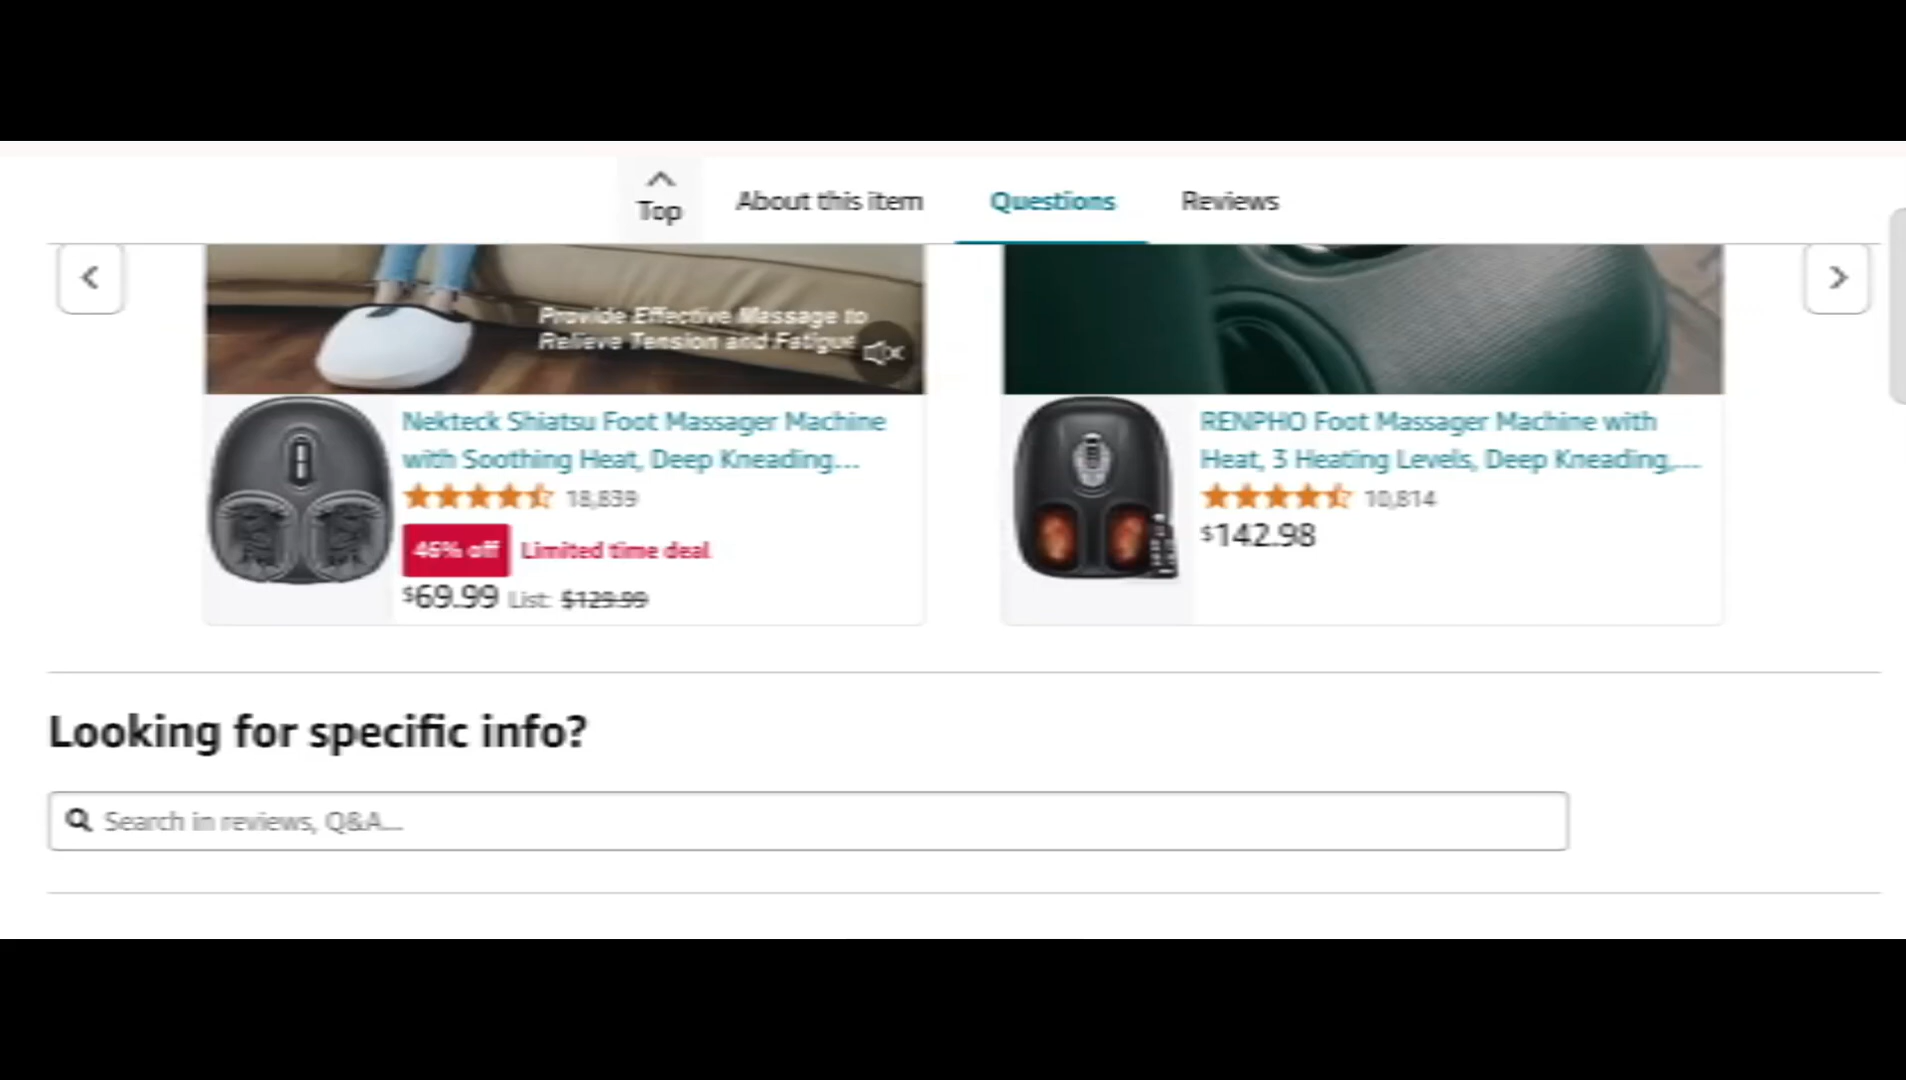 Top
About this item
Questions
Reviews
Provide Effective Massage to
Relieve Tension and Fatigue
Nekteck Shiatsu Foot Massager Machine
with Soothing Heat, Deep Kneading...
18,839
46% off Limited time deal
$69.99 List: $129.99
RENPHO Foot Massager Machine with
Heat, 3 Heating Levels, Deep Kneading,...
10,814
$142.98
Looking for specific info?
Search in reviews, Q&A...